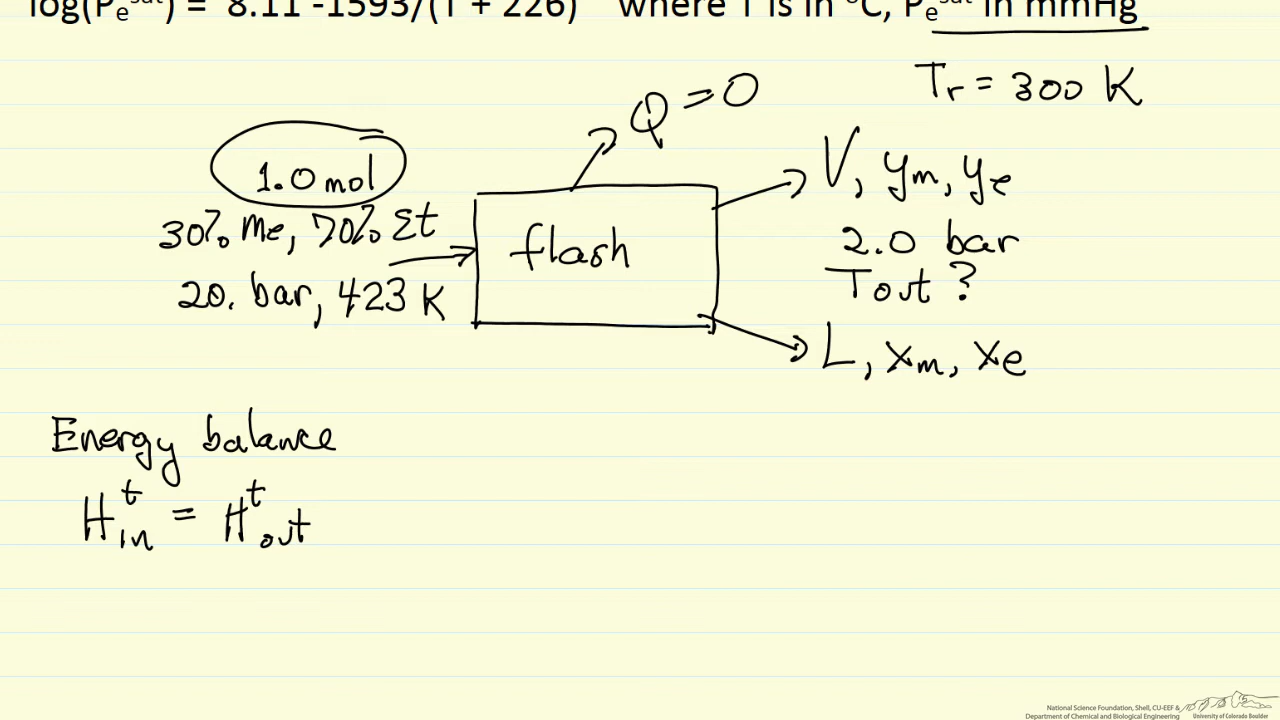 log(Pₑˢᵃᵗ) = 8.11 -1593/(T + 226) where T is in °C, Pₑˢᵃᵗ in mmHg
Tr = 300 K
Q = 0
1.0 mol
30% Me, 70% Et
20. bar, 423 K
flash
V, ym, ye
2.0 bar
Tout ?
L, xm, xe
Energy balance
Hᵗin = Hᵗout
National Science Foundation, Shell, CU-EEF &
Department of Chemical and Biological Engineering
University of Colorado Boulder